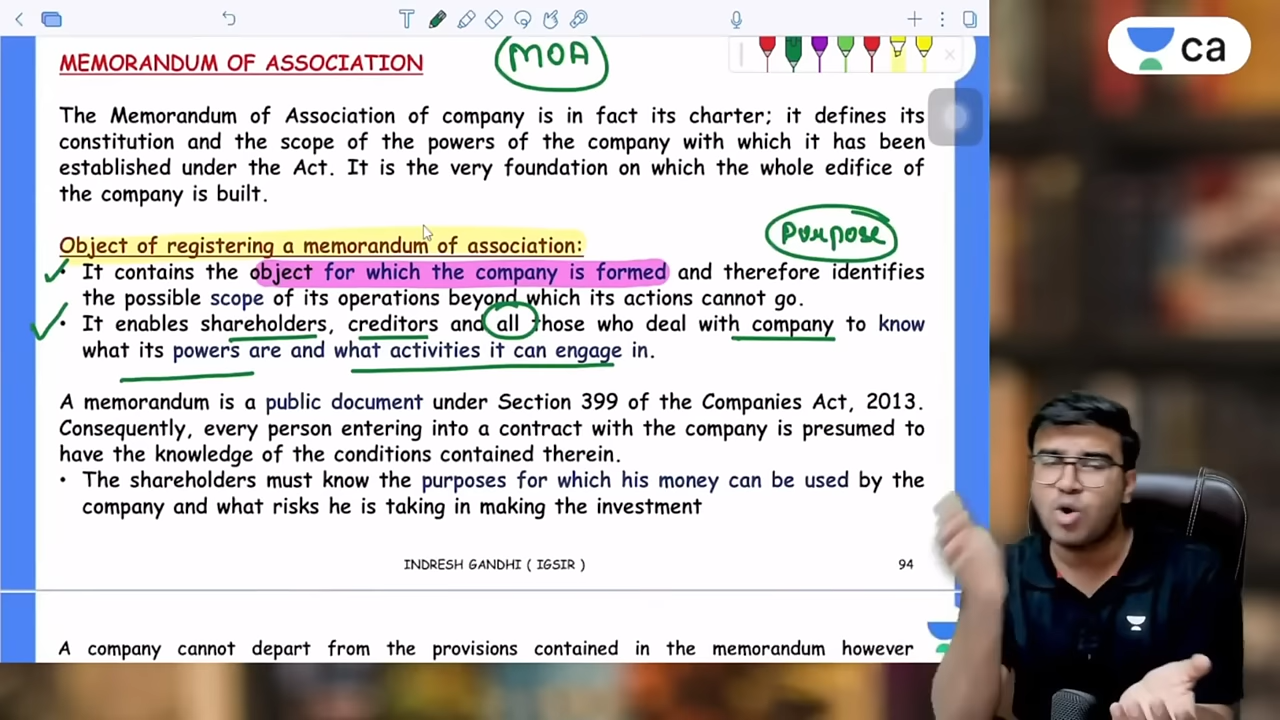 ca
MOA
MEMORANDUM OF ASSOCIATION
The Memorandum of Association of company is in fact its charter; it defines its
constitution and the scope of the powers of the company with which it has been
established under the Act. It is the very foundation on which the whole edifice of
the company is built.
Purpose
Object of registering a memorandum of association:
• It contains the object for which the company is formed and therefore identifies
the possible scope of its operations beyond which its actions cannot go.
• It enables shareholders, creditors and all those who deal with company to know
what its powers are and what activities it can engage in.
A memorandum is a public document under Section 399 of the Companies Act, 2013.
Consequently, every person entering into a contract with the company is presumed to
have the knowledge of the conditions contained therein.
• The shareholders must know the purposes for which his money can be used by the
company and what risks he is taking in making the investment
INDRESH GANDHI ( IGSIR ) 94
A company cannot depart from the provisions contained in the memorandum however